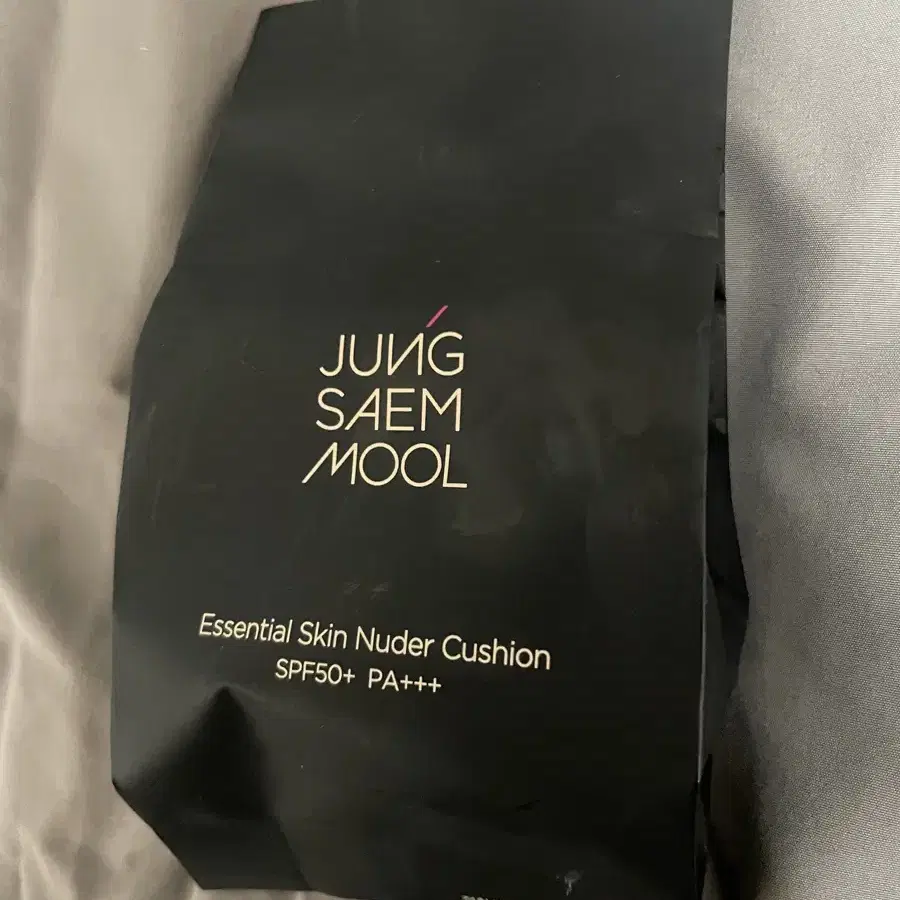 JUNG
SAEM
MOOL
Essential Skin Nuder Cushion
SPF50+ PA+++